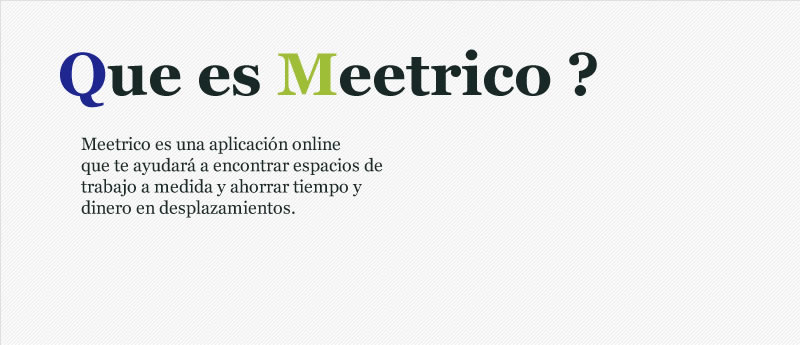 Que es Meetrico ?
Meetrico es una aplicación online
que te ayudará a encontrar espacios de
trabajo a medida y ahorrar tiempo y
dinero en desplazamientos.